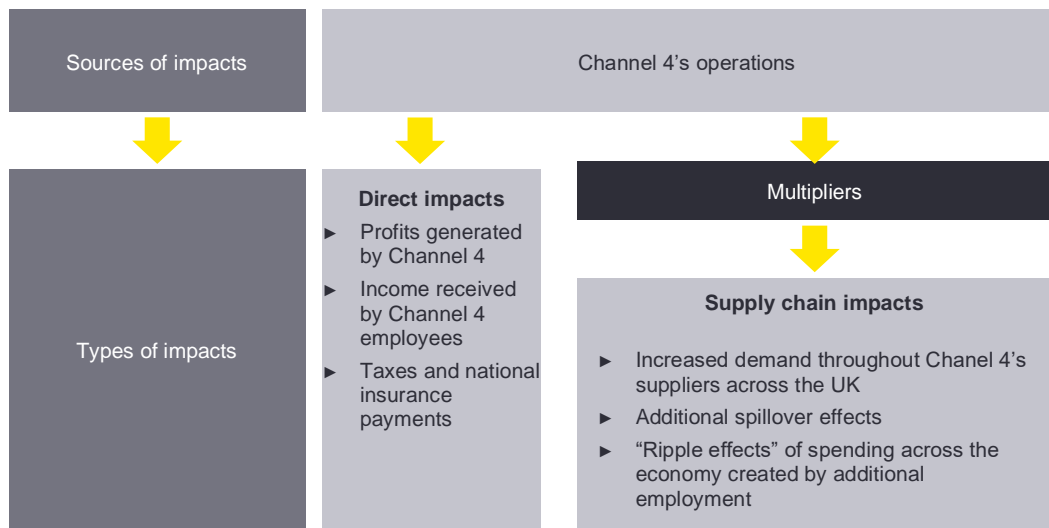 Sources of impacts
Channel 4’s operations
Types of impacts
Direct impacts
► Profits generated
by Channel 4
► Income received
by Channel 4
employees
► Taxes and national
insurance
payments
Multipliers
Supply chain impacts
► Increased demand throughout Chanel 4’s
suppliers across the UK
► Additional spillover effects
► “Ripple effects” of spending across the
economy created by additional
employment